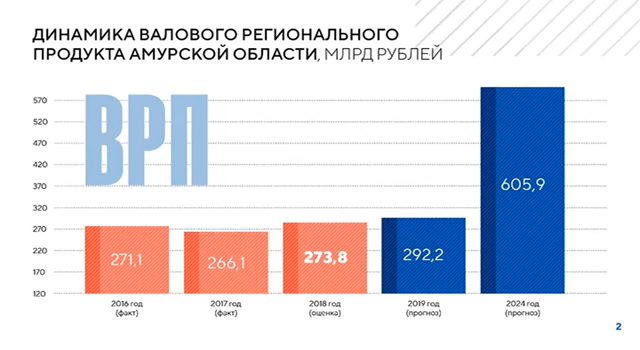 ДИНАМИКА ВАЛОВОГО РЕГИОНАЛЬНОГО
ПРОДУКТА АМУРСКОЙ ОБЛАСТИ, МЛРД РУБЛЕЙ
ВРП
570
520
470
420
370
320
270
220
170
120
271,1
266,1
273,8
292,2
605,9
2016 год
(факт)
2017 год
(факт)
2018 год
(оценка)
2019 год
(прогноз)
2024 год
(прогноз)
2